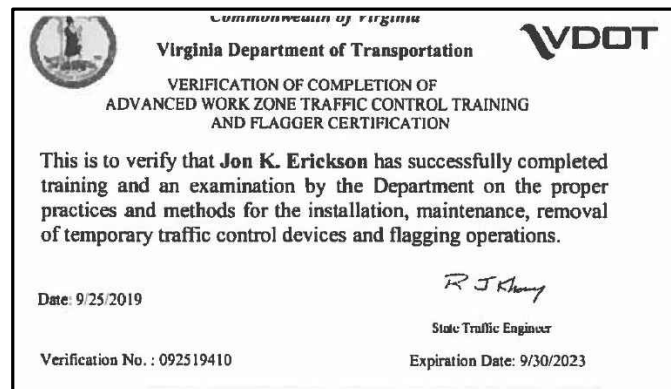 Commonwealth of Virginia
Virginia Department of Transportation
VDOT
VERIFICATION OF COMPLETION OF
ADVANCED WORK ZONE TRAFFIC CONTROL TRAINING
AND FLAGGER CERTIFICATION
This is to verify that Jon K. Erickson has successfully completed
training and an examination by the Department on the proper
practices and methods for the installation, maintenance, removal
of temporary traffic control devices and flagging operations.
Date: 9/25/2019
State Traffic Engineer
Verification No. : 092519410
Expiration Date: 9/30/2023